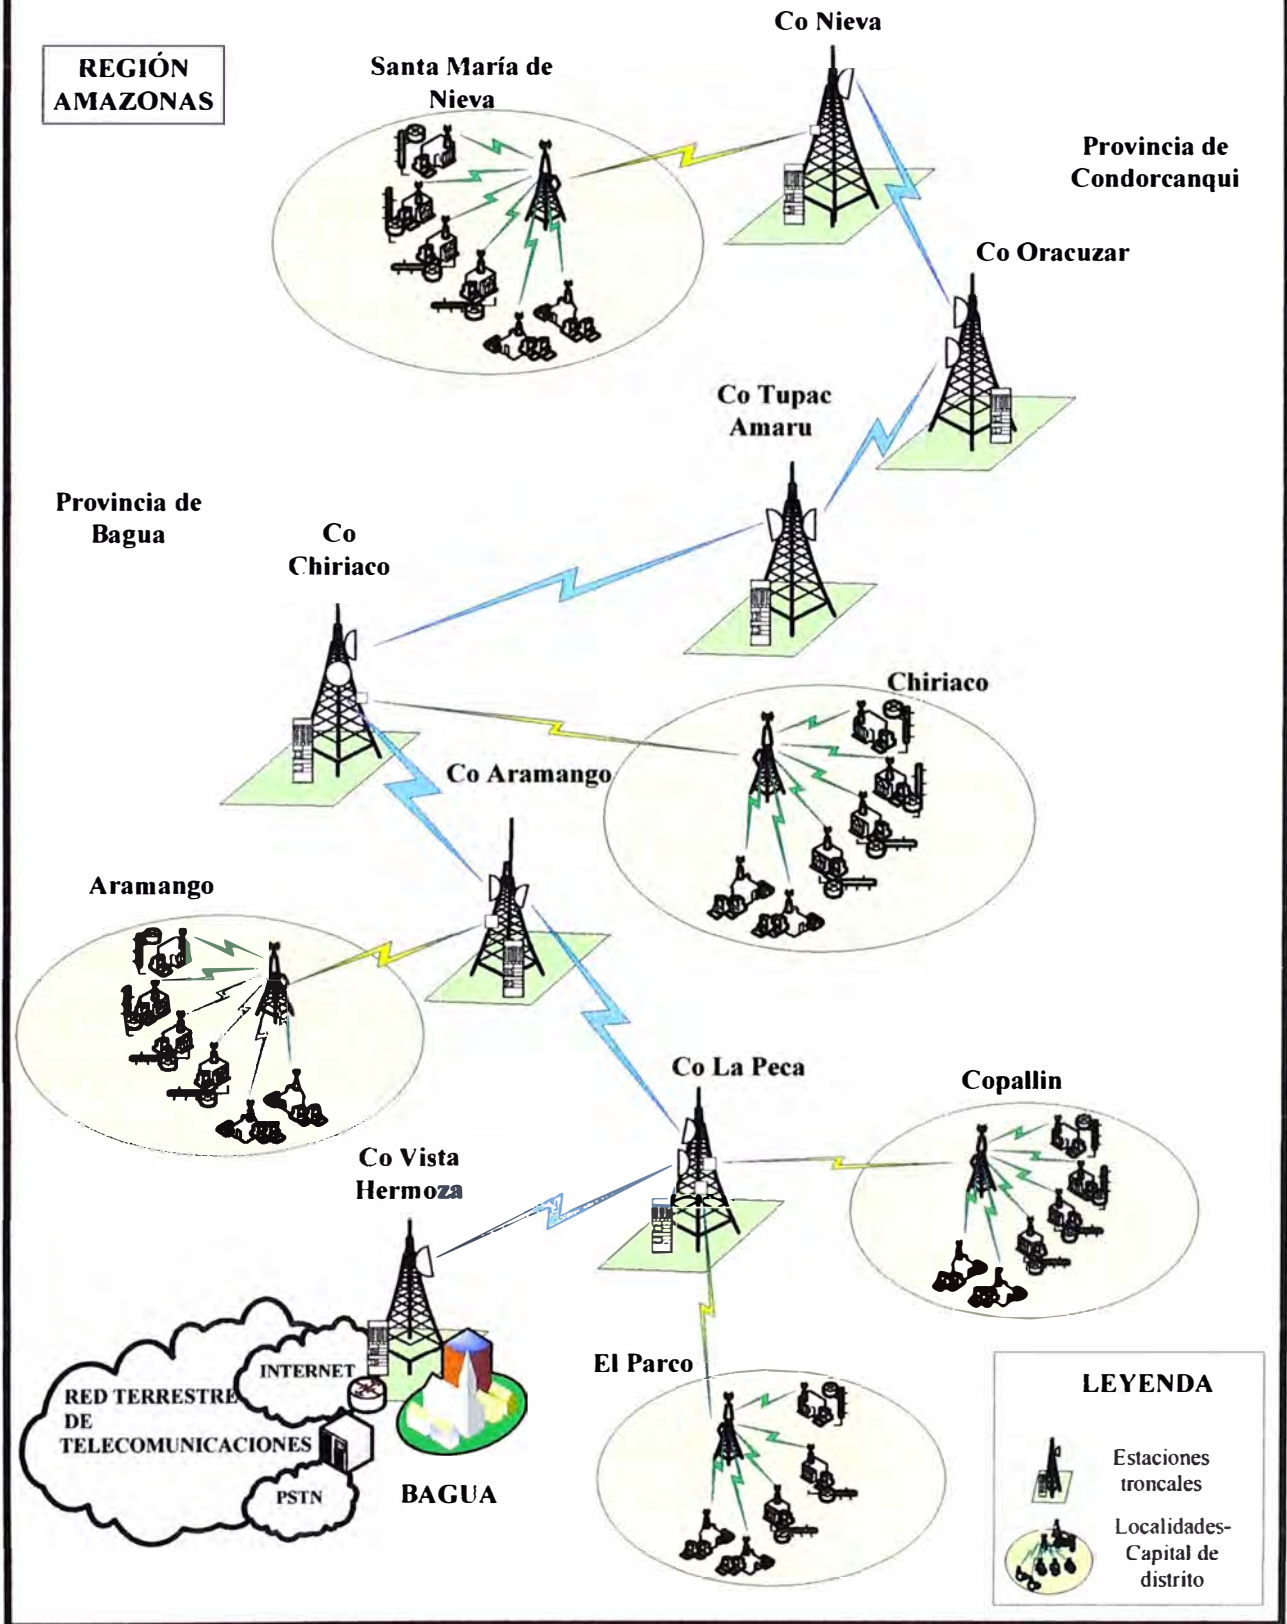 Co Nieva
REGIÓN
AMAZONAS
Santa María de
Nieva
Provincia de
Condorcanqui
Co Oracuzar
Co Tupac
Amaru
Provincia de
Bagua
Co
Chiriaco
Chiriaco
Co Aramango
Aramango
Co La Peca
Copallin
Co Vista
Hermoza
INTERNET
RED TERRESTRE
DE
TELECOMUNICACIONES
PSTN
BAGUA
El Parco
LEYENDA
Estaciones
troncales
Localidades-
Capital de
distrito